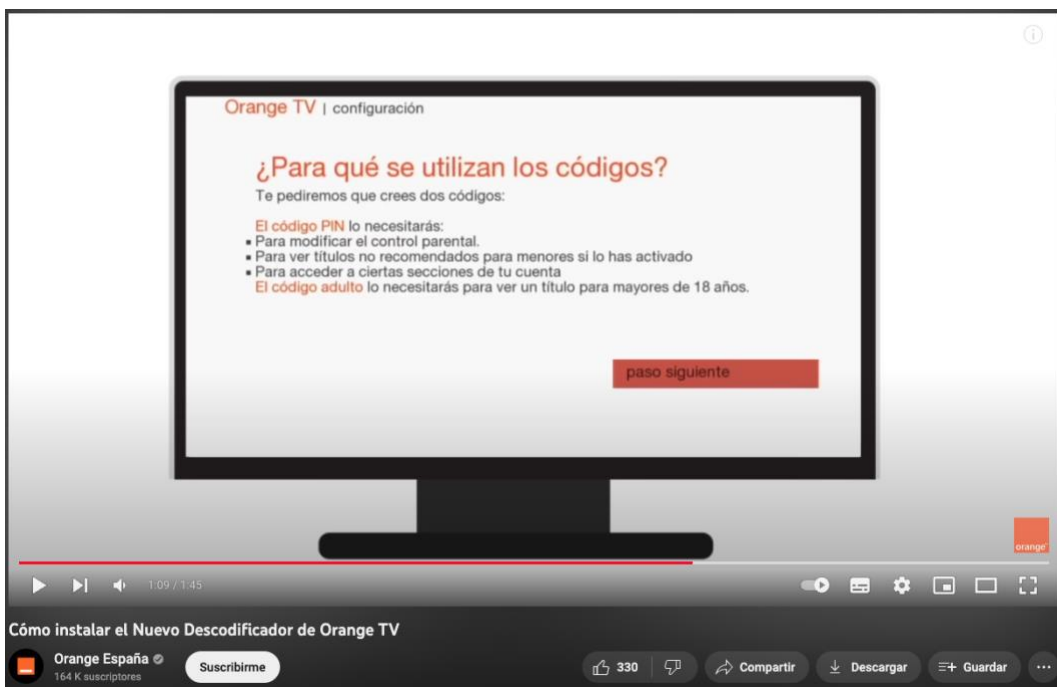 Orange TV | configuración
¿Para qué se utilizan los códigos?
Te pediremos que crees dos códigos:
El código PIN lo necesitarás:
▪ Para modificar el control parental.
▪ Para ver títulos no recomendados para menores si lo has activado
▪ Para acceder a ciertas secciones de tu cuenta
El código adulto lo necesitarás para ver un título para mayores de 18 años.
paso siguiente
orange
1:09 / 1:45
Cómo instalar el Nuevo Descodificador de Orange TV
Orange España
164 K suscriptores
Suscribirme
330
Compartir
Descargar
Guardar